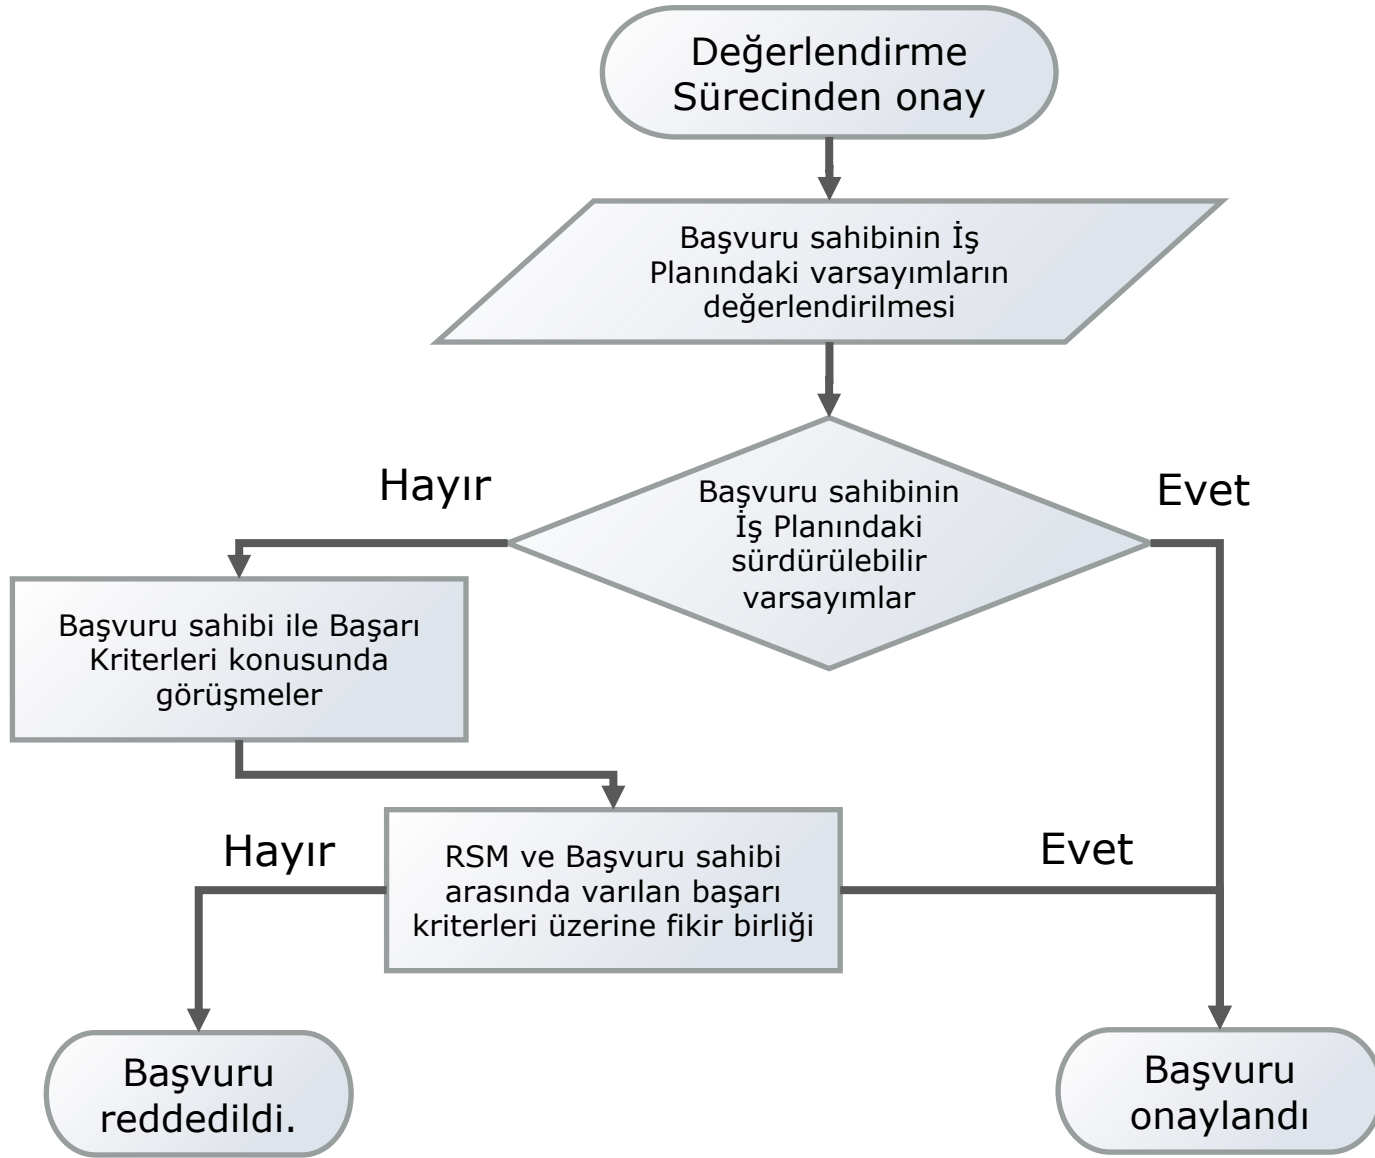 Değerlendirme
Sürecinden onay
Başvuru sahibinin İş
Planındaki varsayımların
değerlendirilmesi
Hayır
Evet
Başvuru sahibinin
İş Planındaki
sürdürülebilir
varsayımlar
Başvuru sahibi ile Başarı
Kriterleri konusunda
görüşmeler
Hayır
Evet
RSM ve Başvuru sahibi
arasında varılan başarı
kriterleri üzerine fikir birliği
Başvuru
reddedildi.
Başvuru
onaylandı